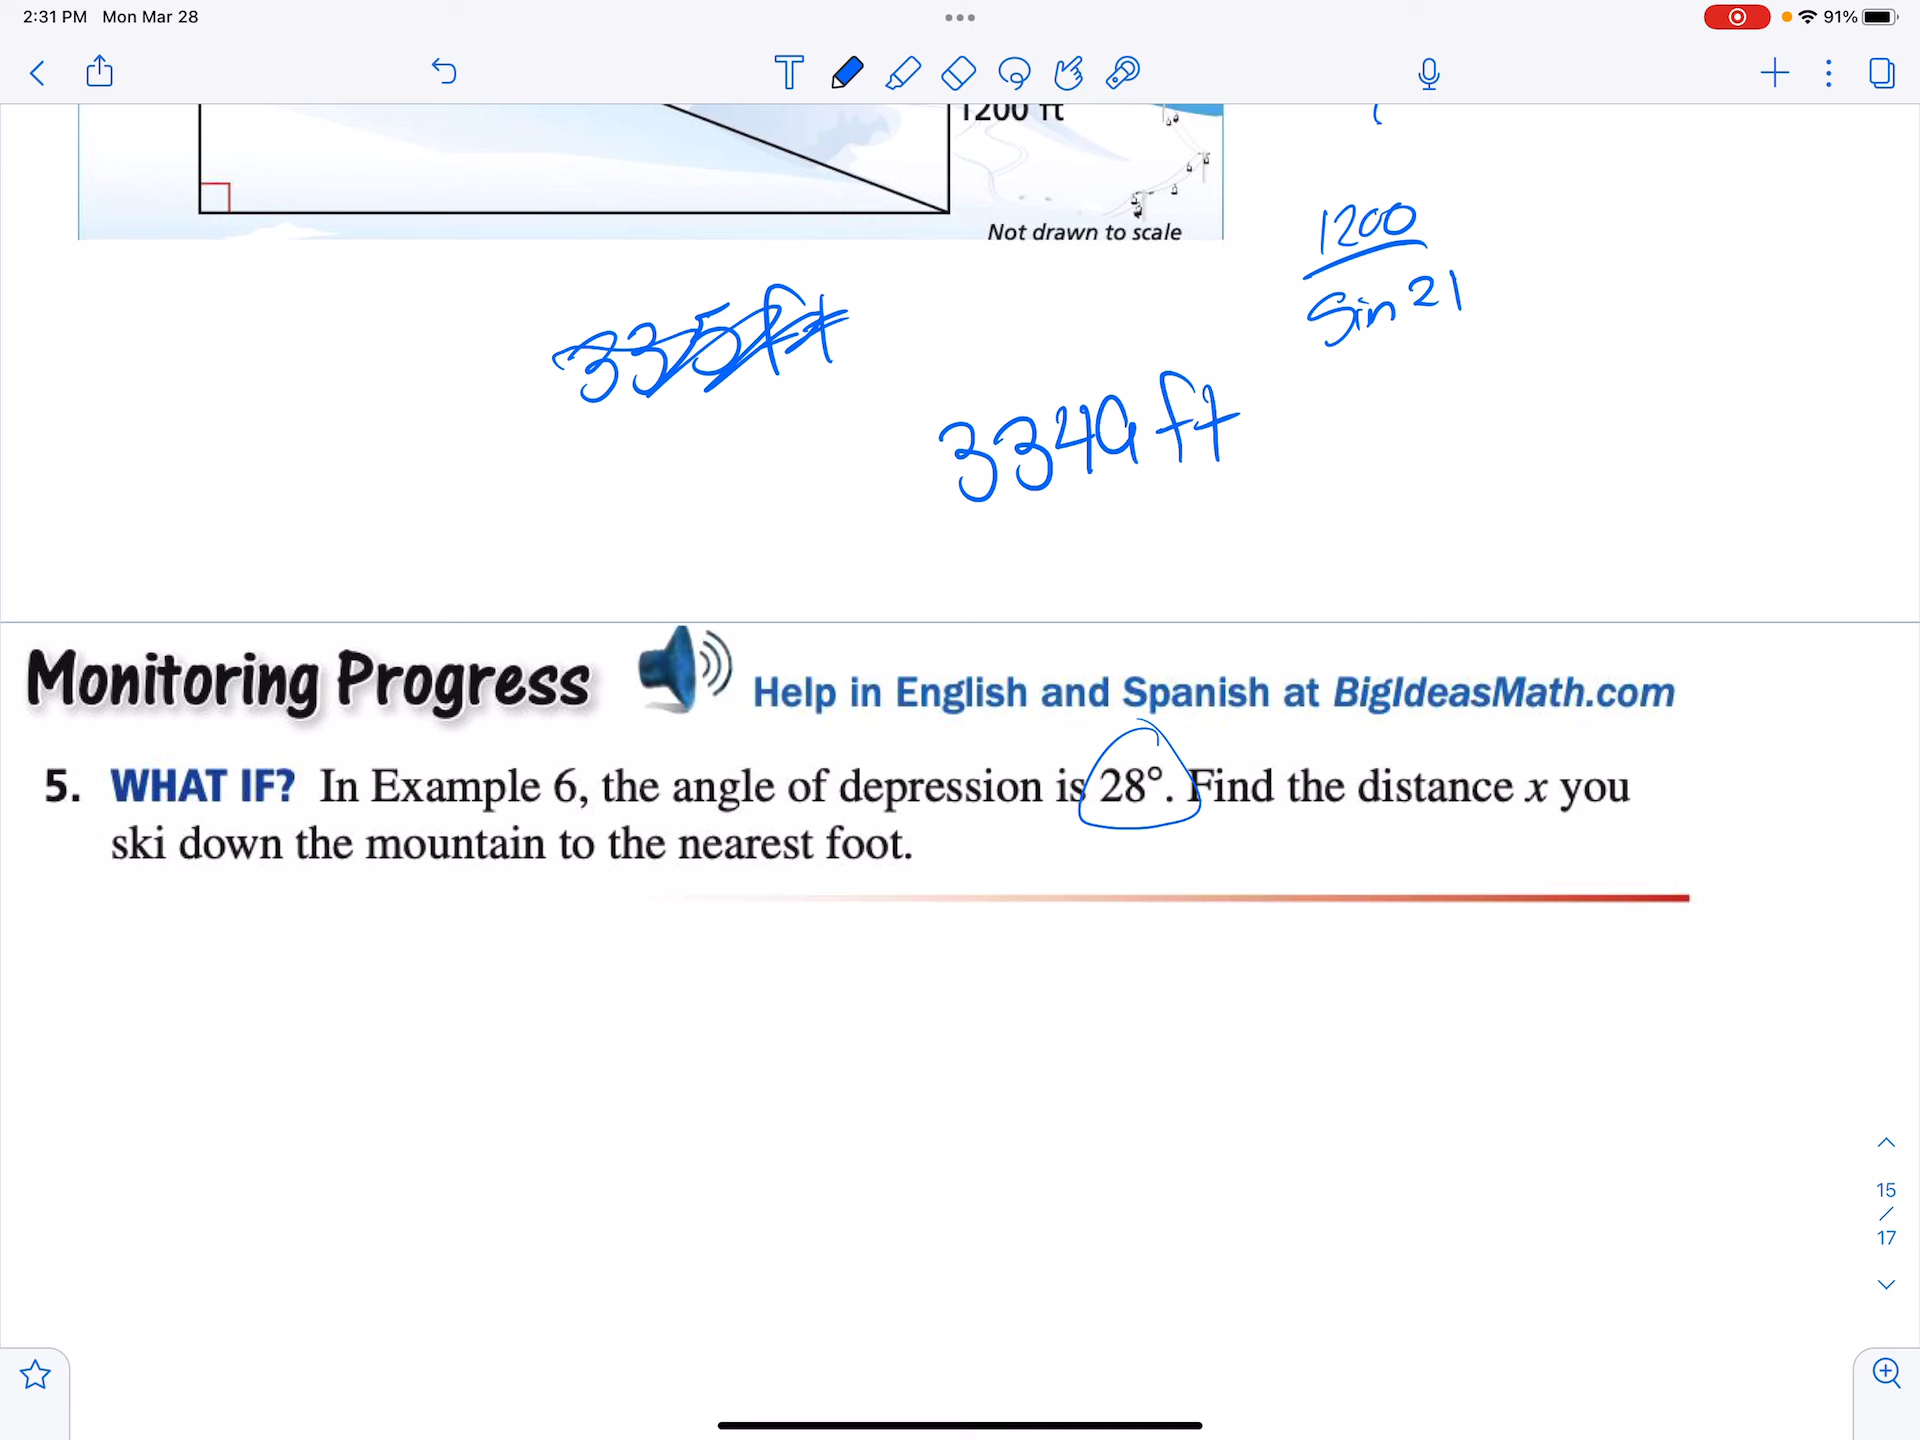 2:31 PM Mon Mar 28
91%
1200 ft
Not drawn to scale
1200
sin 21
335 ft
3349 ft
Monitoring Progress
Help in English and Spanish at BigIdeasMath.com
5. WHAT IF? In Example 6, the angle of depression is 28°. Find the distance x you
ski down the mountain to the nearest foot.
15
/
17